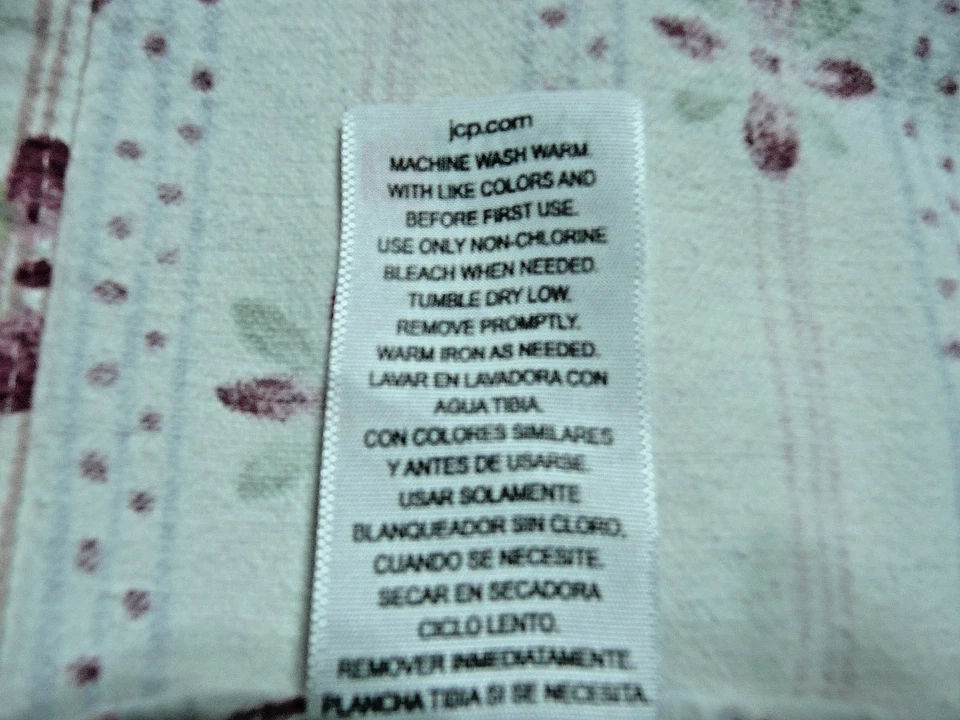 jcp.com
MACHINE WASH WARM.
WITH LIKE COLORS AND
BEFORE FIRST USE.
USE ONLY NON-CHLORINE
BLEACH WHEN NEEDED.
TUMBLE DRY LOW.
REMOVE PROMPTLY.
WARM IRON AS NEEDED.
LAVAR EN LAVADORA CON
AGUA TIBIA.
CON COLORES SIMILARES
Y ANTES DE USARSE.
USAR SOLAMENTE
BLANQUEADOR SIN CLORO,
CUANDO SE NECESITE.
SECAR EN SECADORA
CICLO LENTO.
REMOVER INMEDIATAMENTE.
PLANCHA TIBIA SI SE NECESITA.